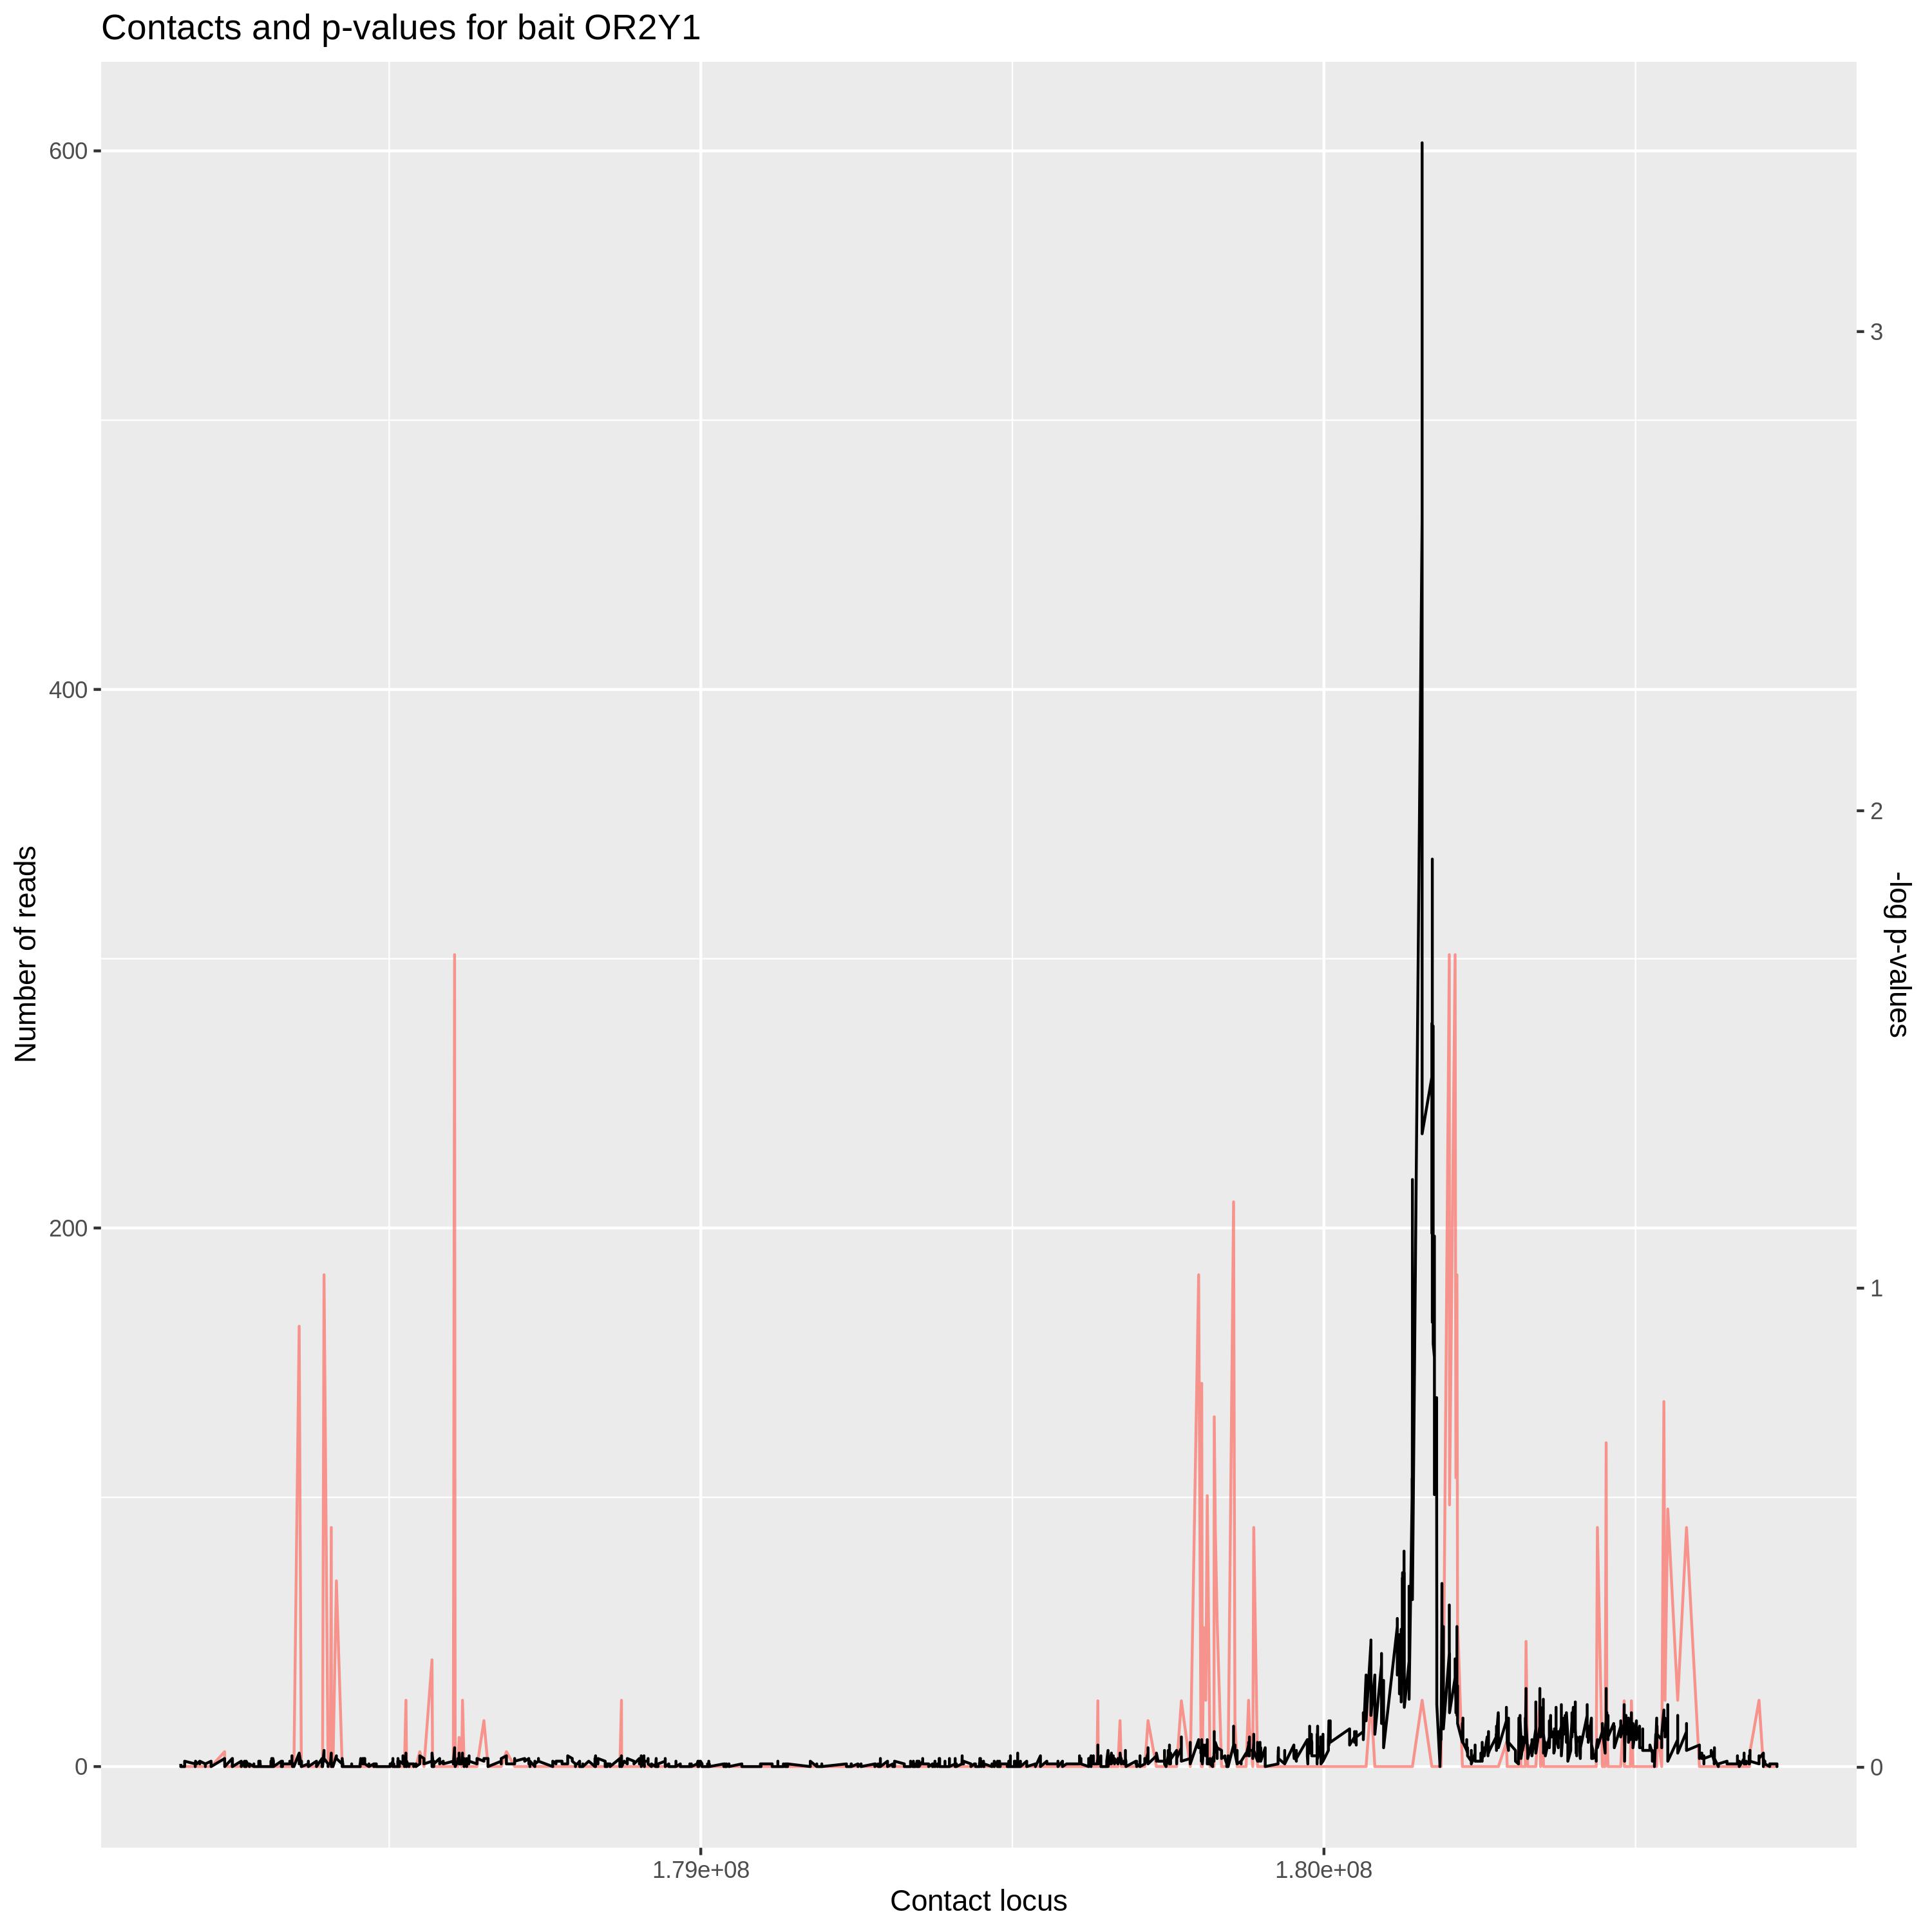 Contacts and p-values for bait OR2Y1
600
400
200
0
3
2
1
0
Number of reads
-log p-values
1.79e+08
1.80e+08
Contact locus